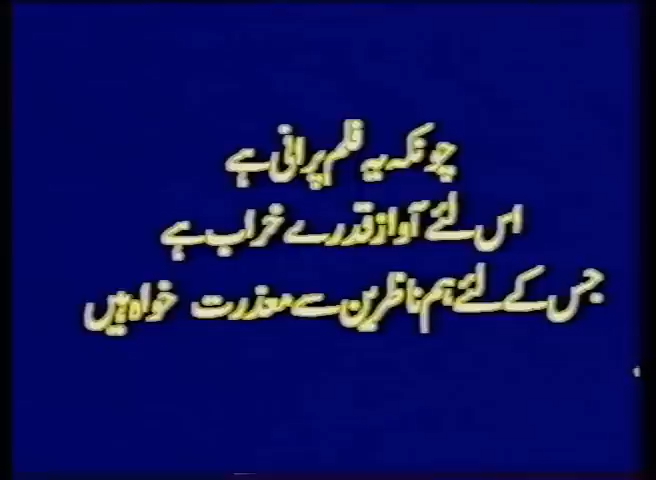 چونکہ یہ فلم پرانی ہے
اس لئے آواز قدرے خراب ہے
جس کے لئے ہم ناظرین سے معذرت خواہ ہیں